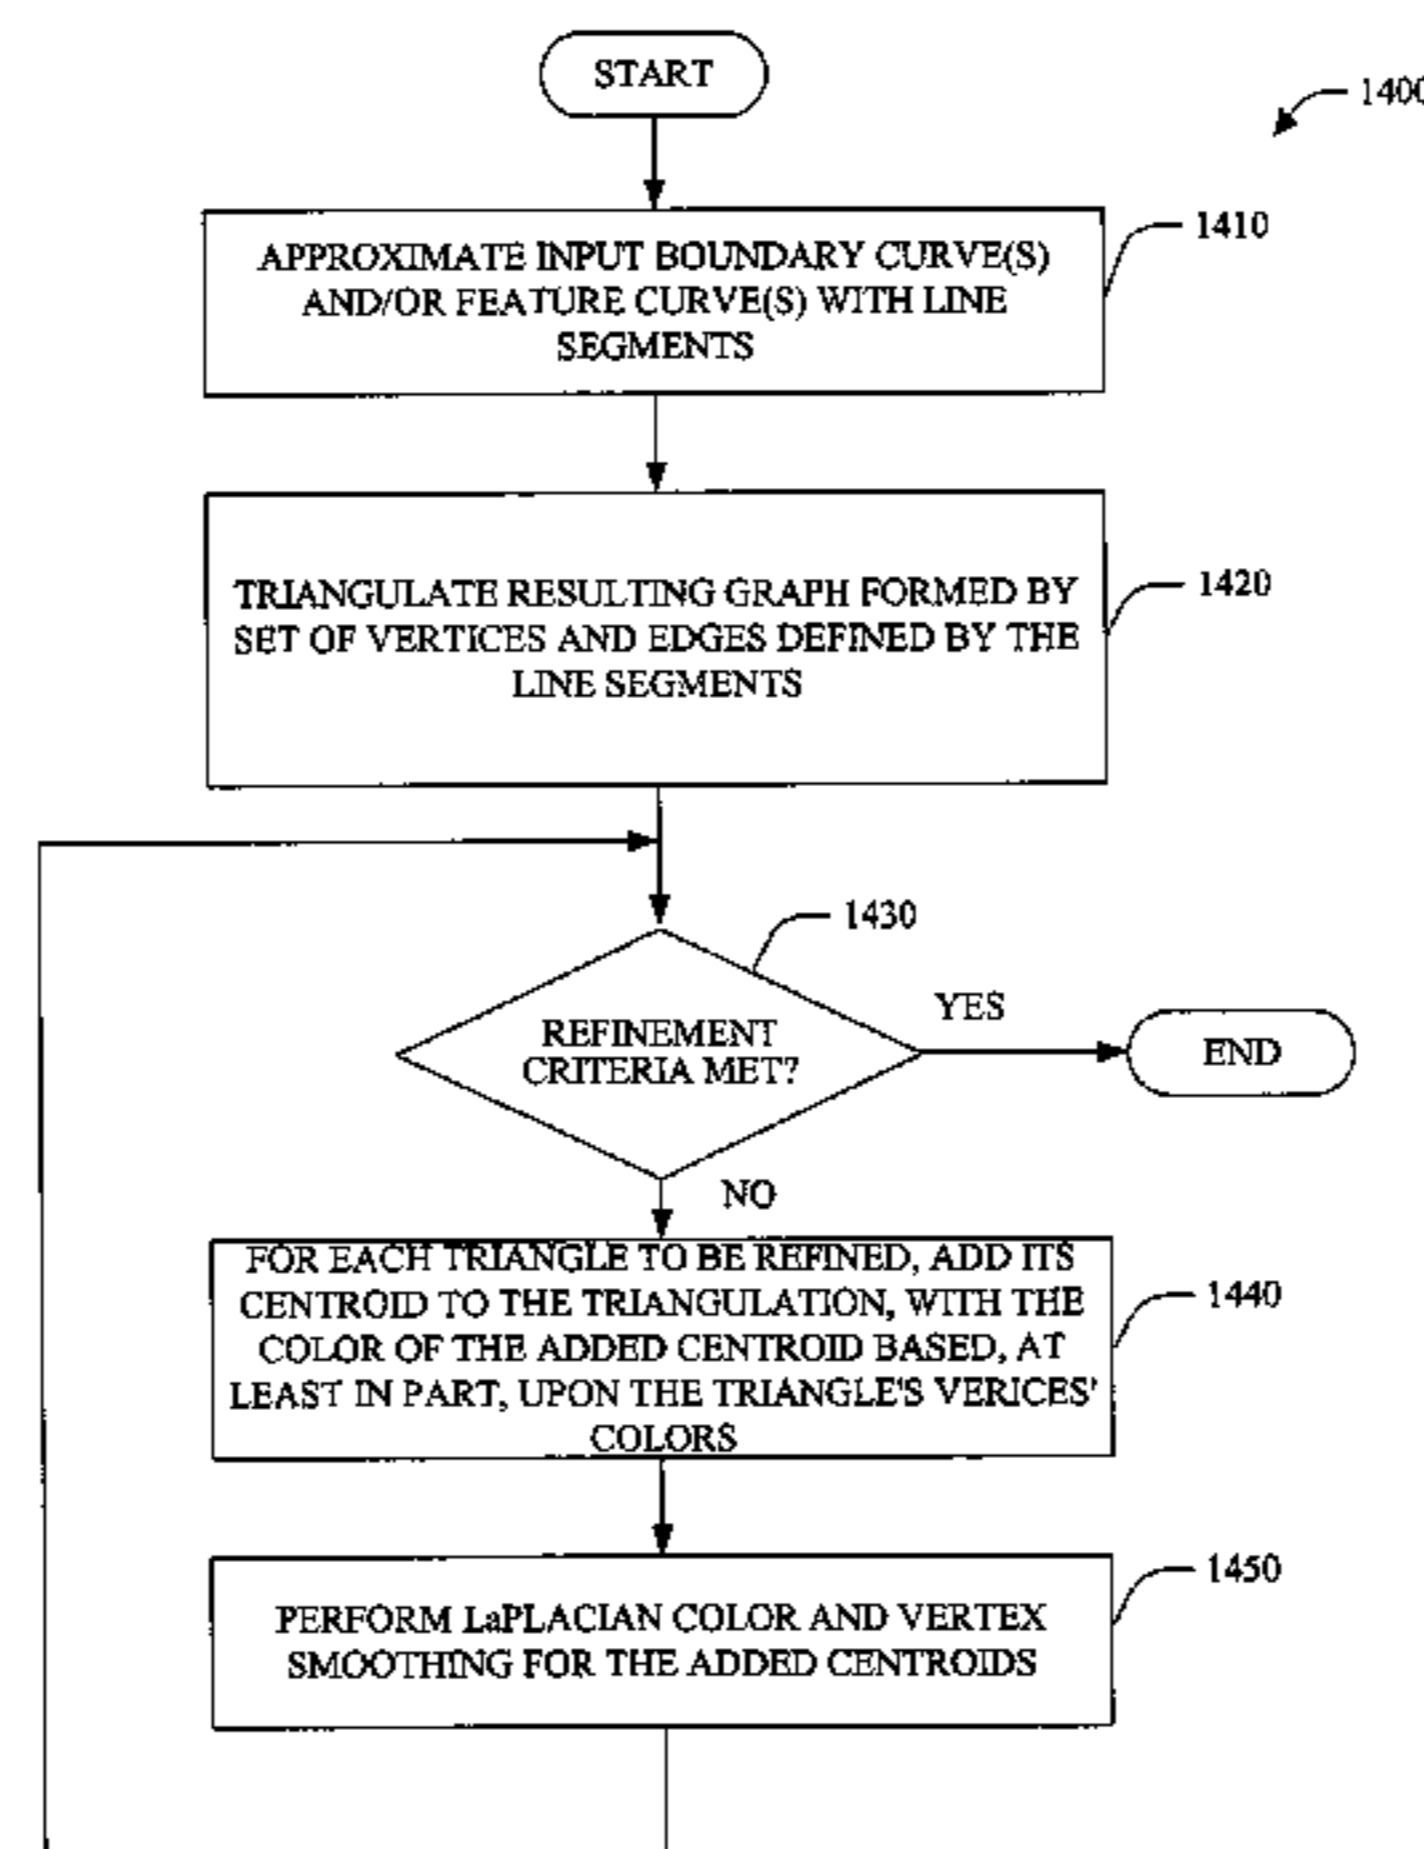 START
1400
APPROXIMATE INPUT BOUNDARY CURVE(S)
AND/OR FEATURE CURVE(S) WITH LINE
SEGMENTS
1410
TRIANGULATE RESULTING GRAPH FORMED BY
SET OF VERTICES AND EDGES DEFINED BY THE
LINE SEGMENTS
1420
1430
REFINEMENT
CRITERIA MET?
YES
END
NO
FOR EACH TRIANGLE TO BE REFINED, ADD ITS
CENTROID TO THE TRIANGULATION, WITH THE
COLOR OF THE ADDED CENTROID BASED, AT
LEAST IN PART, UPON THE TRIANGLE'S VERICES'
COLORS
1440
PERFORM LaPLACIAN COLOR AND VERTEX
SMOOTHING FOR THE ADDED CENTROIDS
1450